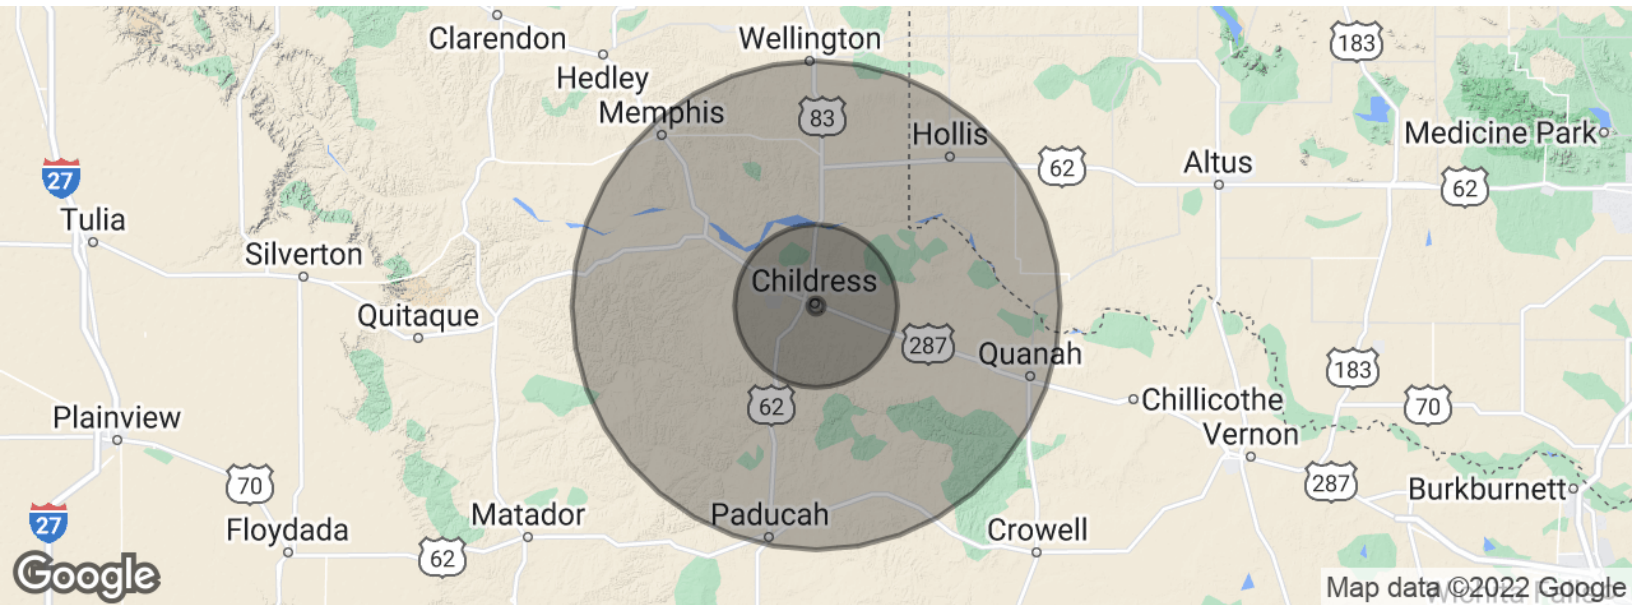 Clarendon
Wellington
183
Hedley
Memphis
83
Hollis
Medicine Park
62
Altus
62
27
Tulia
Silverton
Childress
Quitaque
287
Quanah
183
62
Chillicothe
70
Plainview
Vernon
70
287
Burkburnett
27
Floydada
Matador
Paducah
Crowell
62
Google
Map data ©2022 Google